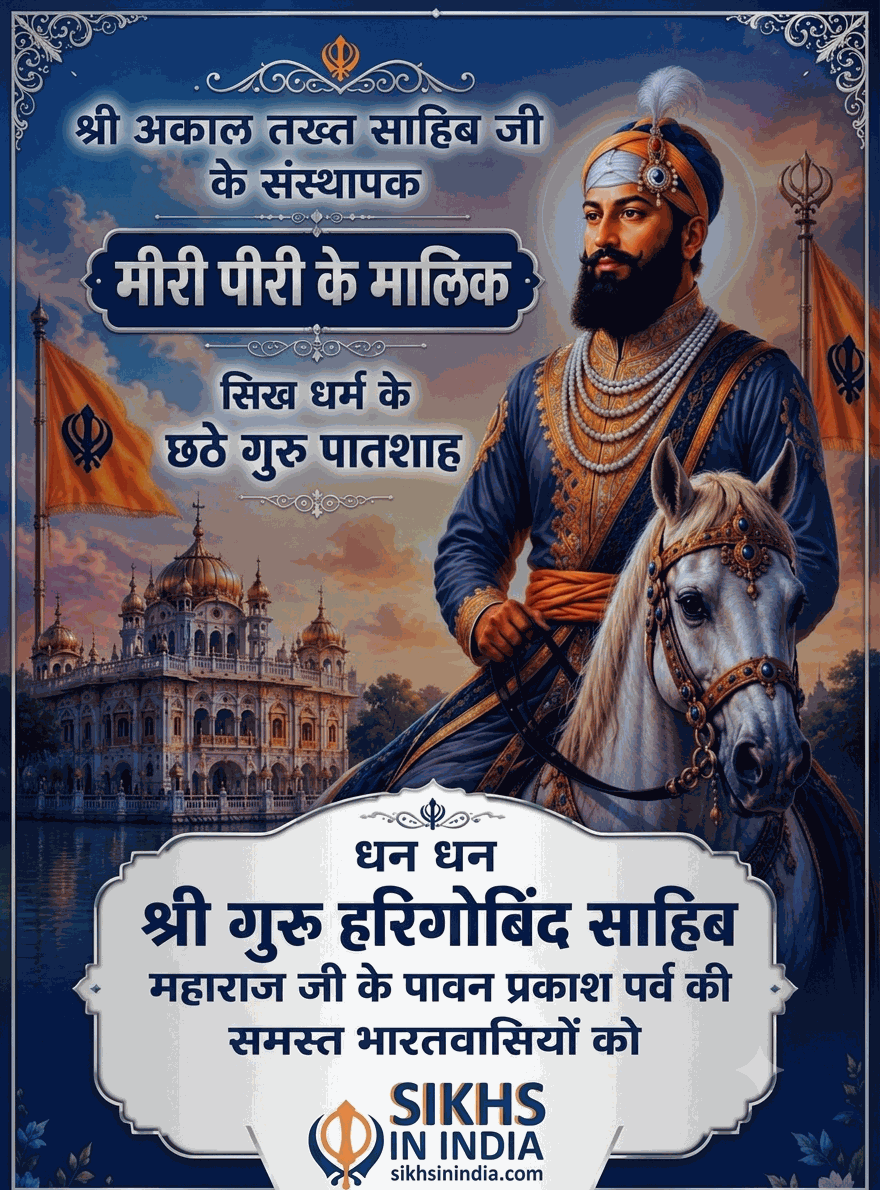 श्री अकाल तख्त साहिब जी
के संस्थापक
मीरी पीरी के मालिक
सिख धर्म के
छठे गुरु पातशाह
धन धन
श्री गुरु हरिगोबिंद साहिब
महाराज जी के पावन प्रकाश पर्व की
समस्त भारतवासियों को
SIKHS
IN INDIA
sikhsinindia.com